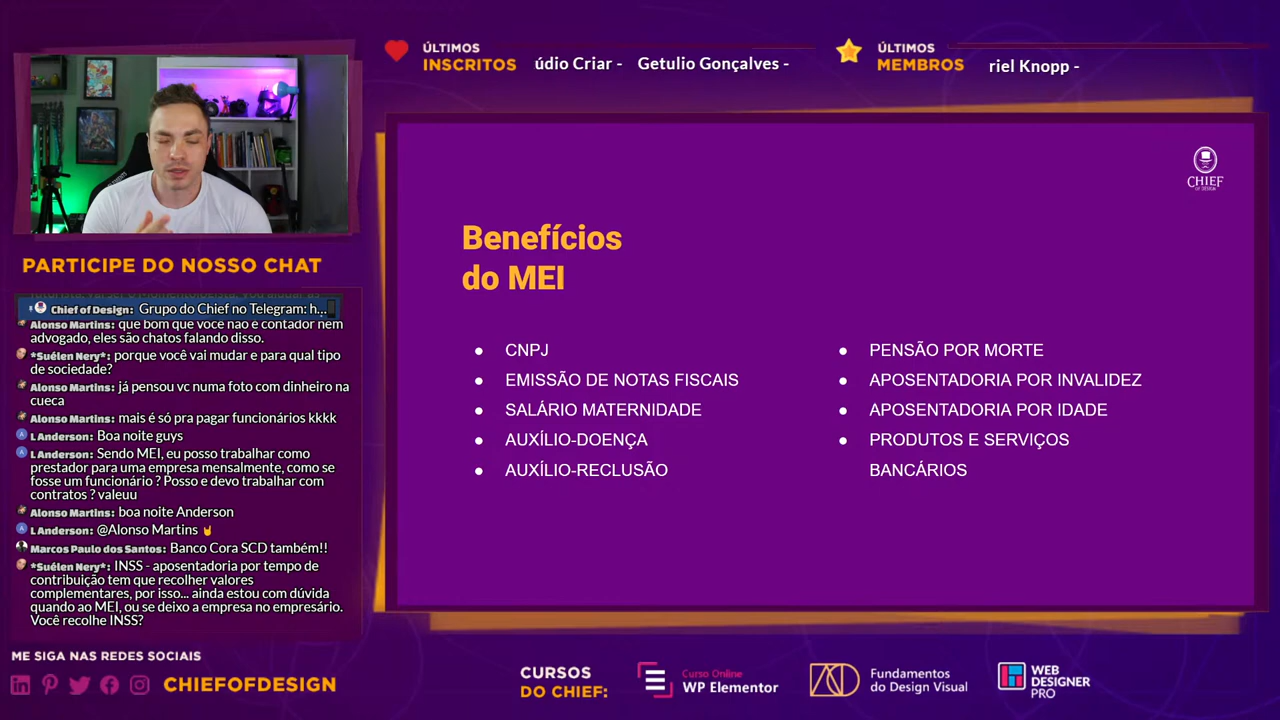 ÚLTIMOS
INSCRITOS
údio Criar -   Getulio Gonçalves -
ÚLTIMOS
MEMBROS
riel Knopp -
CHIEF
OF DESIGN
Benefícios
do MEI
● CNPJ
● EMISSÃO DE NOTAS FISCAIS
● SALÁRIO MATERNIDADE
● AUXÍLIO-DOENÇA
● AUXÍLIO-RECLUSÃO
● PENSÃO POR MORTE
● APOSENTADORIA POR INVALIDEZ
● APOSENTADORIA POR IDADE
● PRODUTOS E SERVIÇOS
BANCÁRIOS
PARTICIPE DO NOSSO CHAT
Chief of Design: Grupo do Chief no Telegram: h...
Alonso Martins: que bom que você não é contador nem
advogado, eles são chatos falando disso.
*Suélen Nery*: porque você vai mudar e para qual tipo
de sociedade?
Alonso Martins: já pensou vc numa foto com dinheiro na
cueca
Alonso Martins: mais é só pra pagar funcionários kkkk
L Anderson: Boa noite guys
L Anderson: Sendo MEI, eu posso trabalhar como
prestador para uma empresa mensalmente, como se
fosse um funcionário ? Posso e devo trabalhar com
contratos ? valeuu
Alonso Martins: boa noite Anderson
L Anderson: @Alonso Martins 🤘
Marcos Paulo dos Santos: Banco Cora SCD também!!
*Suélen Nery*: INSS - aposentadoria por tempo de
contribuição tem que recolher valores
complementares, por isso... ainda estou com dúvida
quando ao MEI, ou se deixo a empresa no empresário.
Você recolhe INSS?
ME SIGA NAS REDES SOCIAIS
CHIEFOFDESIGN
CURSOS
DO CHIEF:
Curso Online
WP Elementor
Fundamentos
do Design Visual
WEB
DESIGNER
PRO